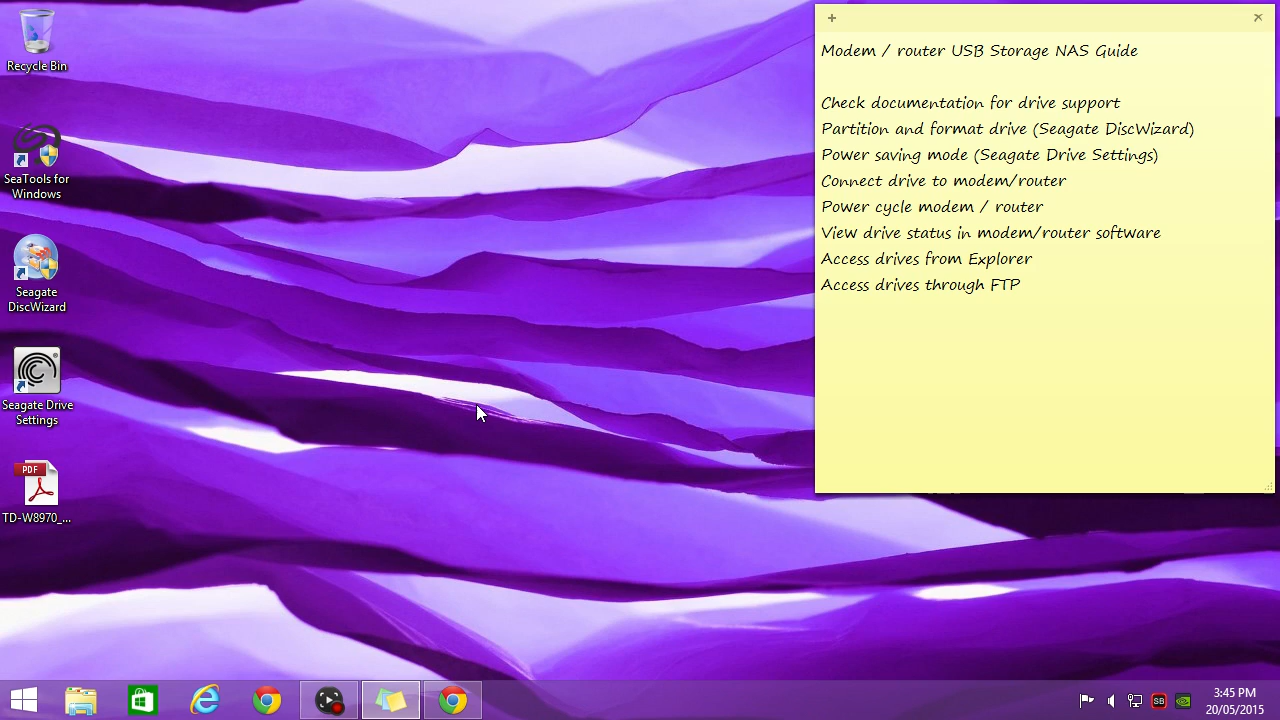 Recycle Bin
SeaTools for
Windows
Seagate
DiscWizard
Seagate Drive
Settings
PDF
TD-W8970_...
Modem / router USB Storage NAS Guide
Check documentation for drive support
Partition and format drive (Seagate DiscWizard)
Power saving mode (Seagate Drive Settings)
Connect drive to modem/router
Power cycle modem / router
View drive status in modem/router software
Access drives from Explorer
Access drives through FTP
SB
3:45 PM
20/05/2015